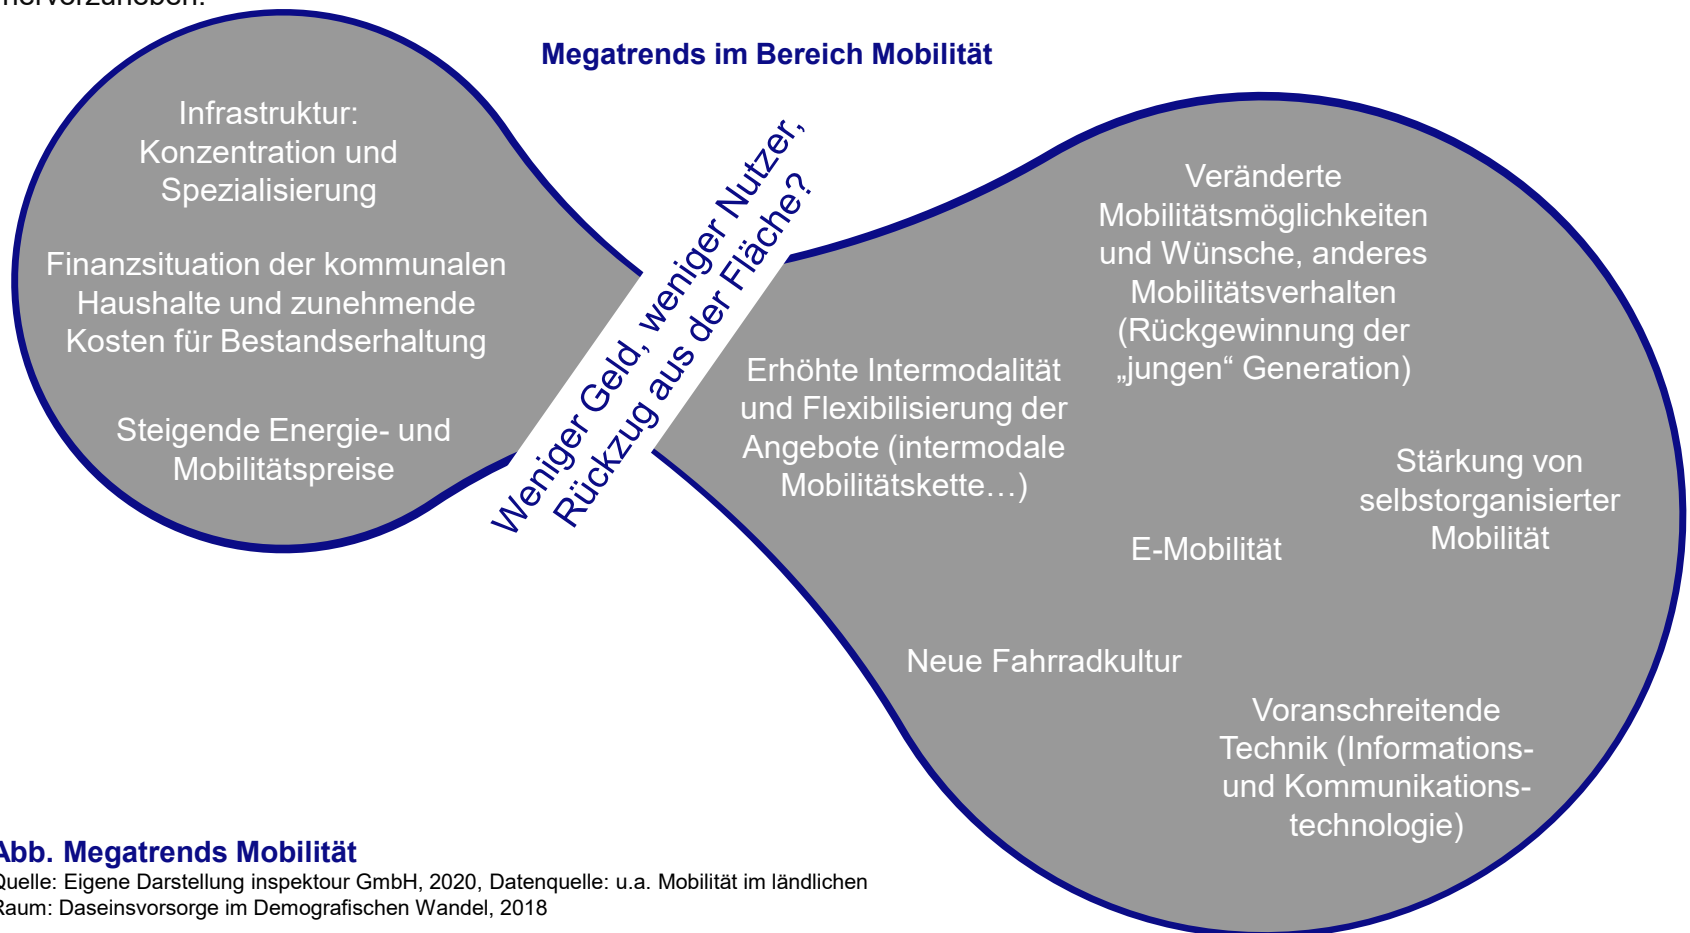 Megatrends im Bereich Mobilität
Infrastruktur:
Konzentration und
Spezialisierung
Finanzsituation der kommunalen
Haushalte und zunehmende
Kosten für Bestandserhaltung
Steigende Energie- und
Mobilitätspreise
Weniger Geld, weniger Nutzer,
Rückzug aus der Fläche?
Erhöhte Intermodalität
und Flexibilisierung der
Angebote (intermodale
Mobilitätskette…)
Veränderte
Mobilitätsmöglichkeiten
und Wünsche, anderes
Mobilitätsverhalten
(Rückgewinnung der
„jungen“ Generation)
Stärkung von
selbstorganisierter
Mobilität
E-Mobilität
Neue Fahrradkultur
Voranschreitende
Technik (Informations-
und Kommunikations-
technologie)
Abb. Megatrends Mobilität
Quelle: Eigene Darstellung inspektour GmbH, 2020, Datenquelle: u.a. Mobilität im ländlichen
Raum: Daseinsvorsorge im Demografischen Wandel, 2018